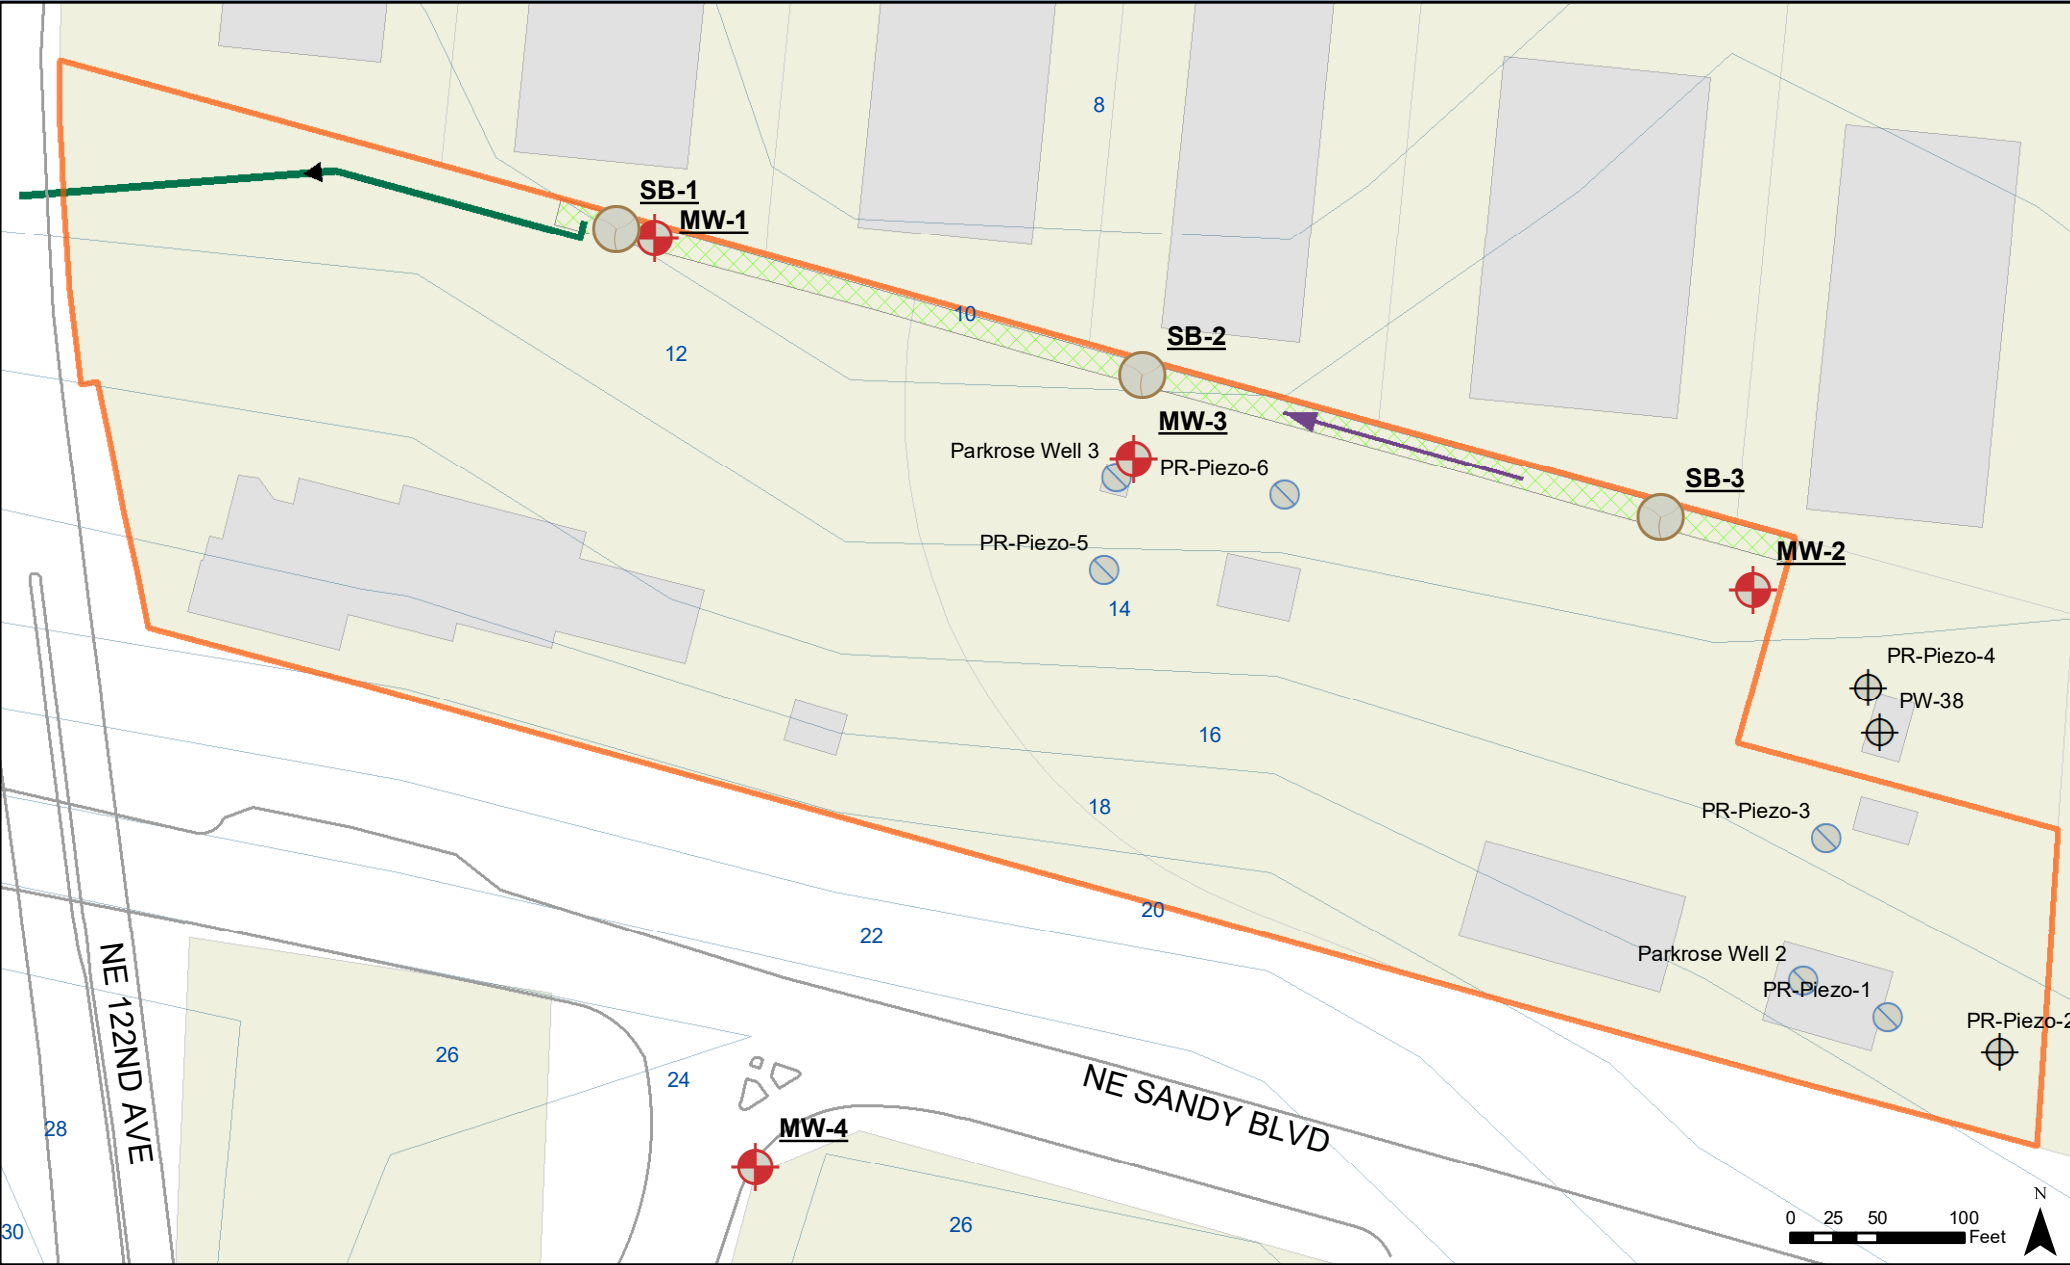 8
SB-1
MW-1
10
SB-2
12
MW-3
Parkrose Well 3
PR-Piezo-6
SB-3
PR-Piezo-5
MW-2
14
PR-Piezo-4
PW-38
16
18
PR-Piezo-3
20
22
Parkrose Well 2
PR-Piezo-1
PR-Piezo-2
NE 122ND AVE
26
24
NE SANDY BLVD
28
MW-4
26
30
N
0 25 50 100
Feet